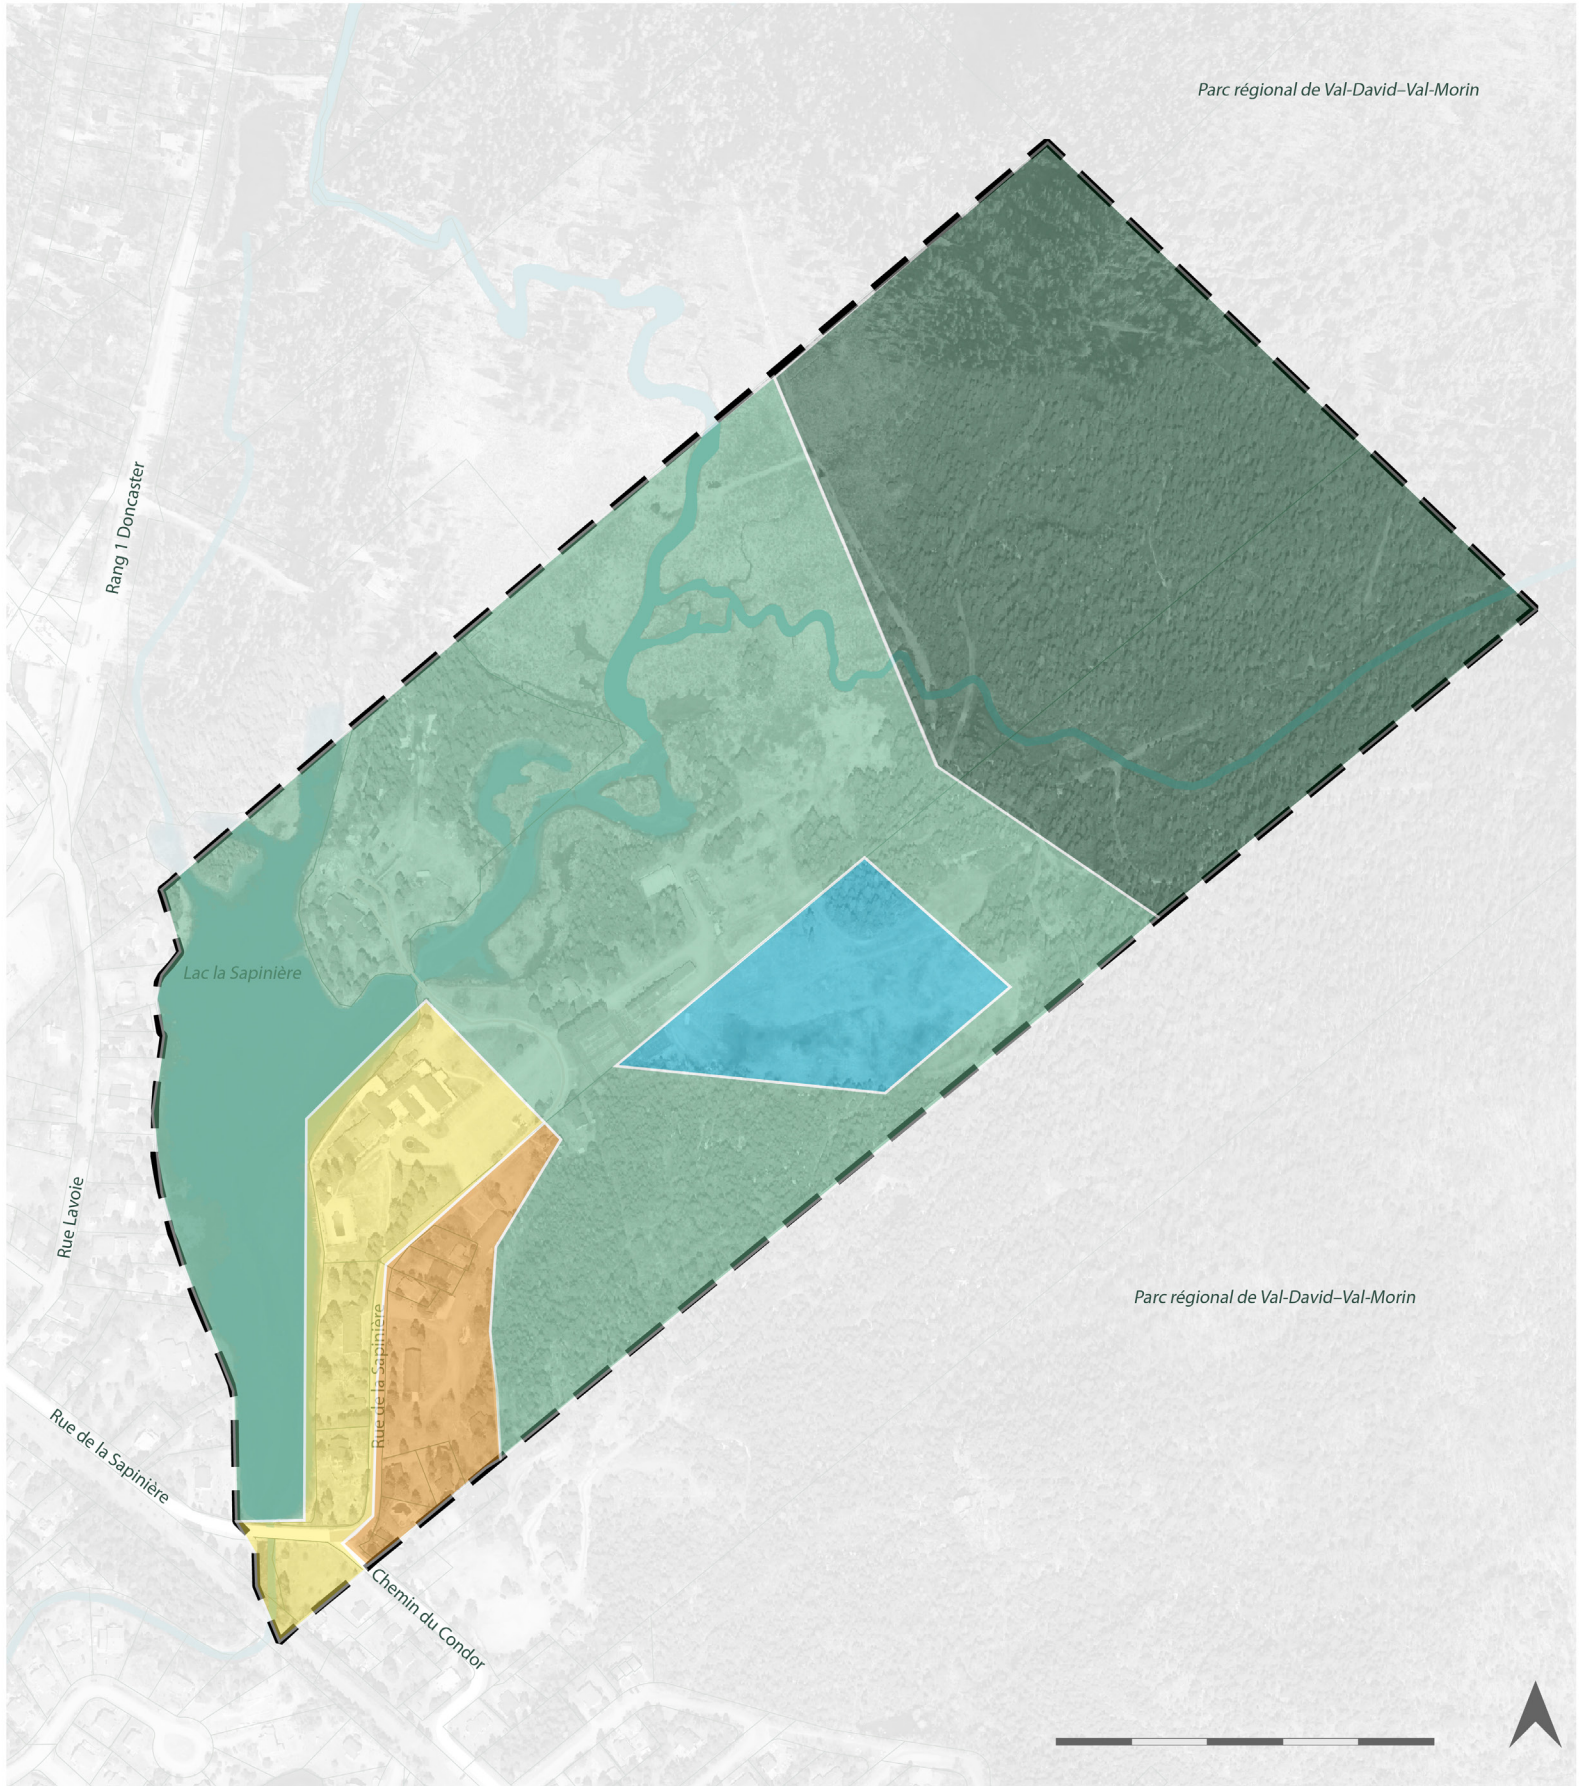 Parc régional de Val-David–Val-Morin
Rang 1 Doncaster
Lac la Sapinière
Rue Lavoie
Parc régional de Val-David–Val-Morin
Rue de la Sapinière
Rue de la Sapinière
Chemin du Condor